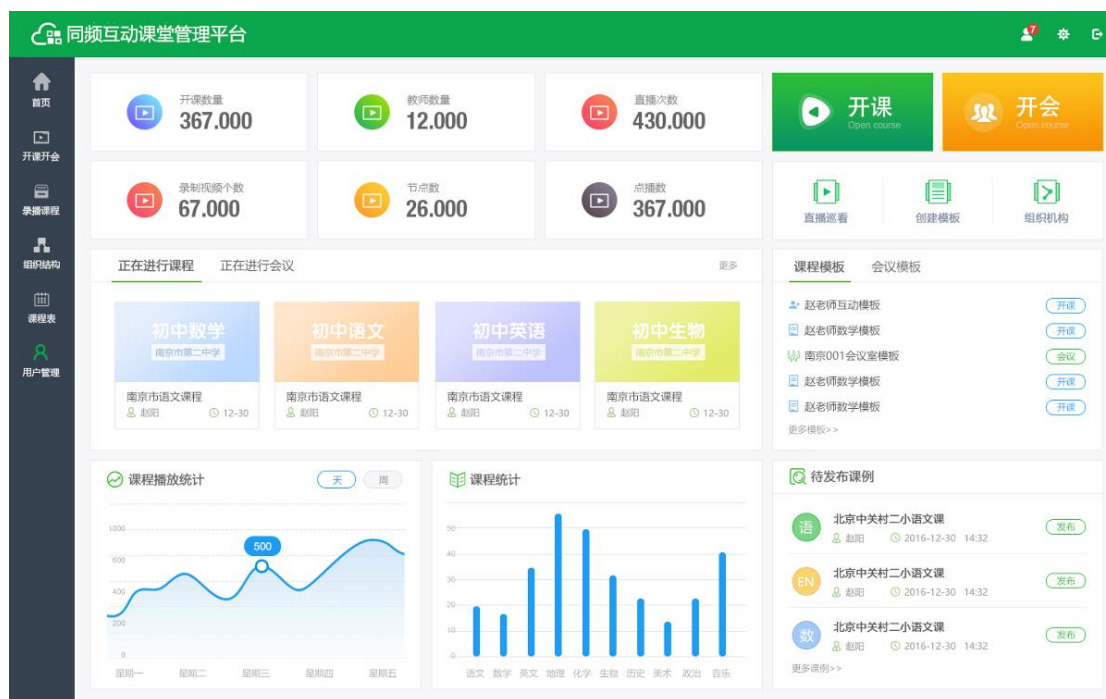 同频互动课堂管理平台
7
首页
开课开会
录播课程
组织结构
课程表
用户管理
开课数量
367.000
教师数量
12.000
直播次数
430.000
录制视频个数
67.000
节点数
26.000
点播数
367.000
开课
Open course
开会
Open course
直播巡看
创建模板
组织机构
正在进行课程 正在进行会议 更多
初中数学
南京市第二中学
南京市语文课程
赵阳 12-30
初中语文
南京市第二中学
南京市语文课程
赵阳 12-30
初中英语
南京市第二中学
南京市语文课程
赵阳 12-30
初中生物
南京市第二中学
南京市语文课程
赵阳 12-30
课程模板 会议模板
赵老师互动模板 开课
赵老师数学模板 开课
南京001会议室模板 会议
赵老师数学模板 开课
赵老师数学模板 开课
更多模板>>
课程播放统计 天 周
1000
600
400
200
0
500
星期一 星期二 星期三 星期四 星期五
课程统计
50
40
30
20
10
0
语文 数学 英文 地理 化学 生物 历史 美术 政治 音乐
待发布课例
语
北京中关村二小语文课
赵阳 2016-12-30 14:32
发布
EN
北京中关村二小语文课
赵阳 2016-12-30 14:32
发布
数
北京中关村二小语文课
赵阳 2016-12-30 14:32
发布
更多课例>>